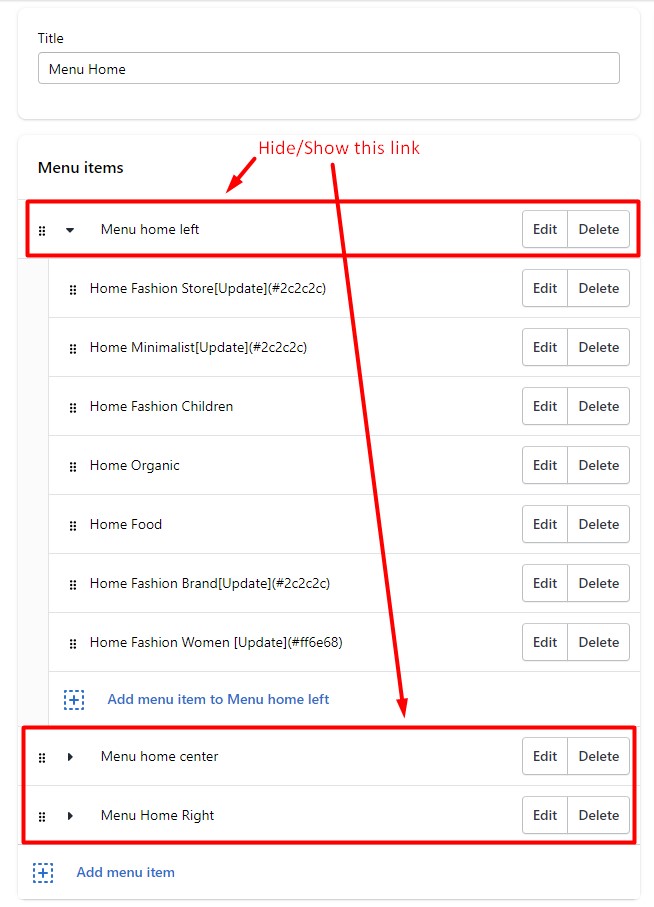 Title
Menu Home
Hide/Show this link
Menu items
Menu home left Edit Delete
Home Fashion Store[Update](#2c2c2c) Edit Delete
Home Minimalist[Update](#2c2c2c) Edit Delete
Home Fashion Children Edit Delete
Home Organic Edit Delete
Home Food Edit Delete
Home Fashion Brand[Update](#2c2c2c) Edit Delete
Home Fashion Women [Update](#ff6e68) Edit Delete
Add menu item to Menu home left
Menu home center Edit Delete
Menu Home Right Edit Delete
Add menu item